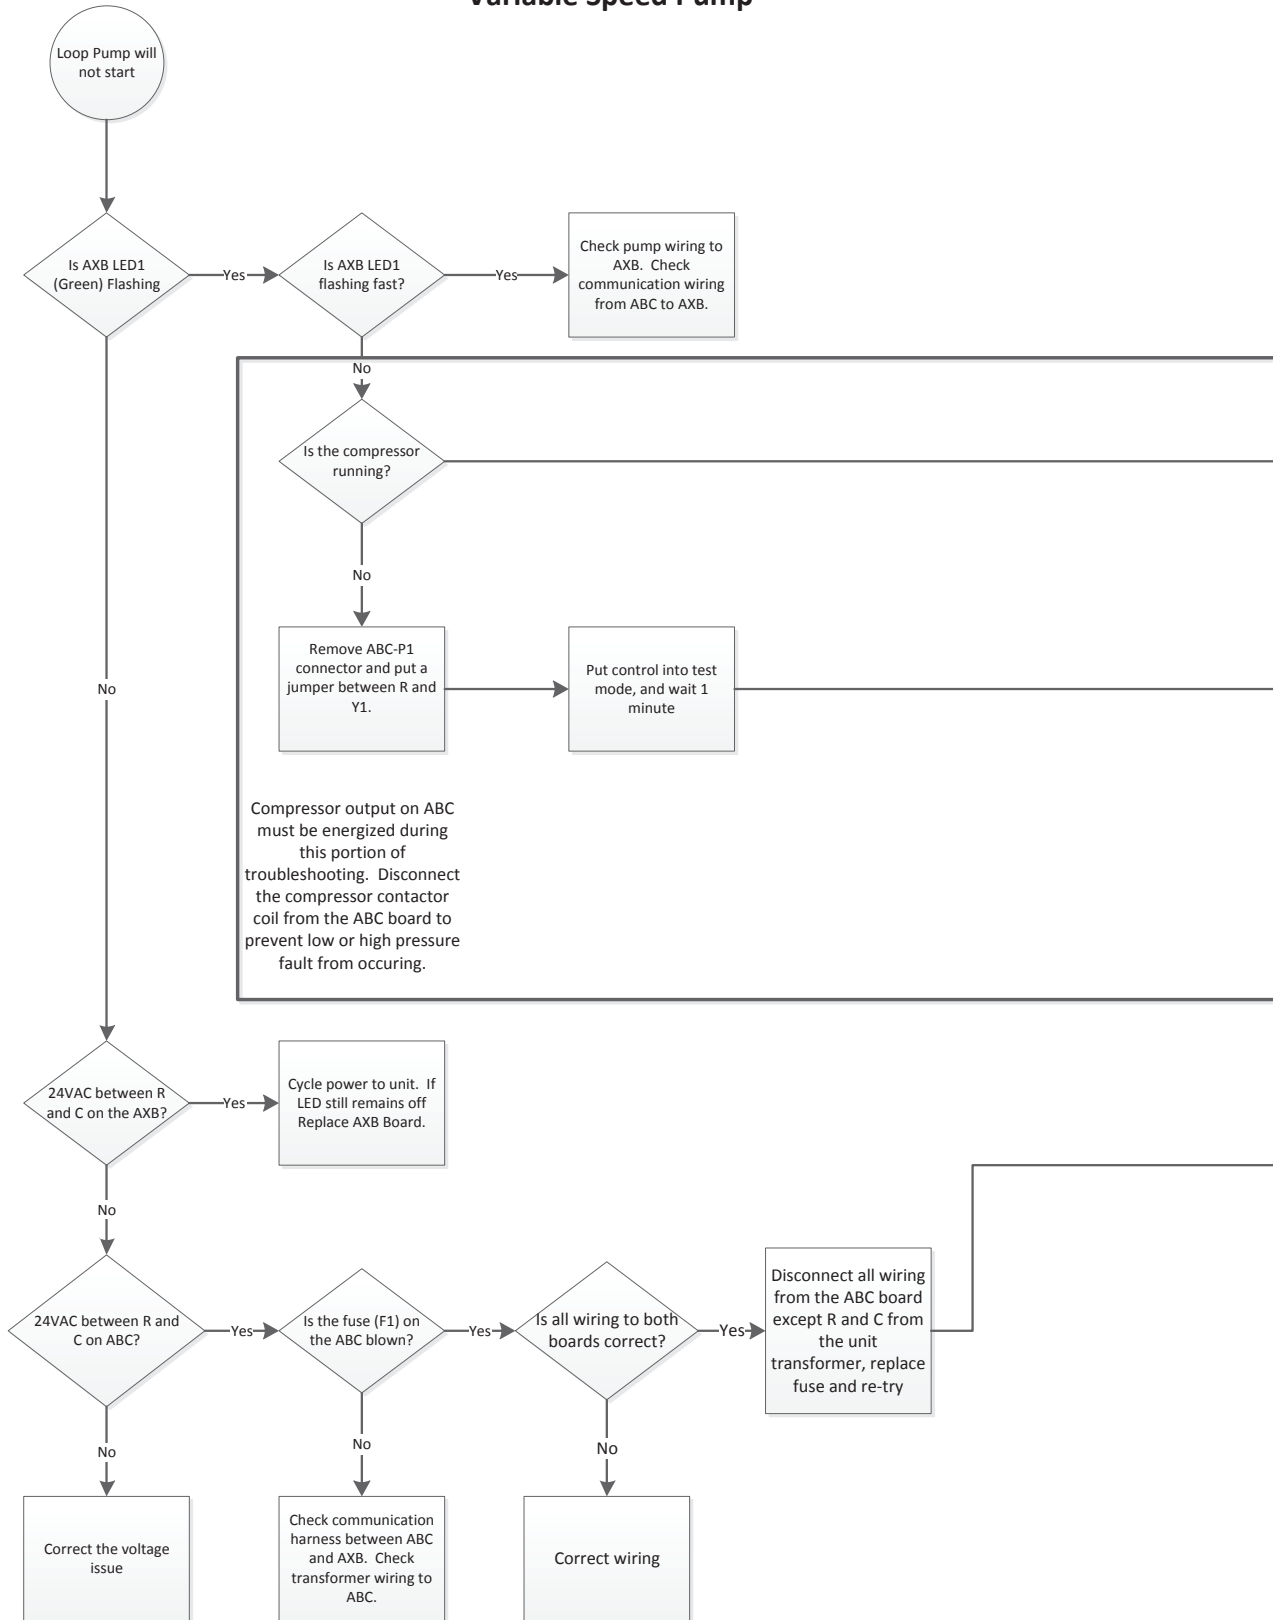 Variable Speed Pump
Loop Pump will
not start
Is AXB LED1
(Green) Flashing
Yes
Is AXB LED1
flashing fast?
Yes
Check pump wiring to
AXB.  Check
communication wiring
from ABC to AXB.
No
Is the compressor
running?
No
Remove ABC-P1
connector and put a
jumper between R and
Y1.
Put control into test
mode, and wait 1
minute
No
Compressor output on ABC
must be energized during
this portion of
troubleshooting.  Disconnect
the compressor contactor
coil from the ABC board to
prevent low or high pressure
fault from occuring.
24VAC between R
and C on the AXB?
Yes
Cycle power to unit.  If
LED still remains off
Replace AXB Board.
No
24VAC between R and
C on ABC?
Yes
Is the fuse (F1) on
the ABC blown?
Yes
Is all wiring to both
boards correct?
Yes
Disconnect all wiring
from the ABC board
except R and C from
the unit
transformer, replace
fuse and re-try
No
No
No
Correct the voltage
issue
Check communication
harness between ABC
and AXB.  Check
transformer wiring to
ABC.
Correct wiring